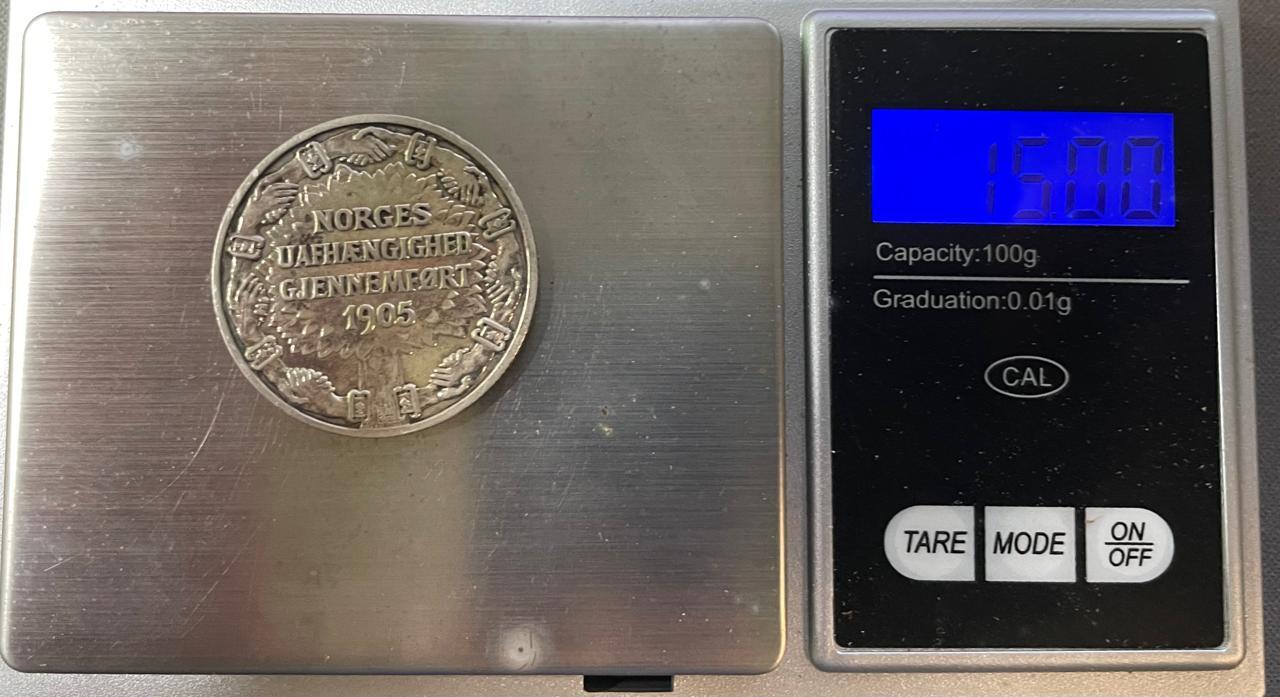 NORGES
UAFHÆNGIGHED
GJENNEMFØRT
1905
15.00
Capacity:100g
Graduation:0.01g
CAL
TARE
MODE
ON
OFF